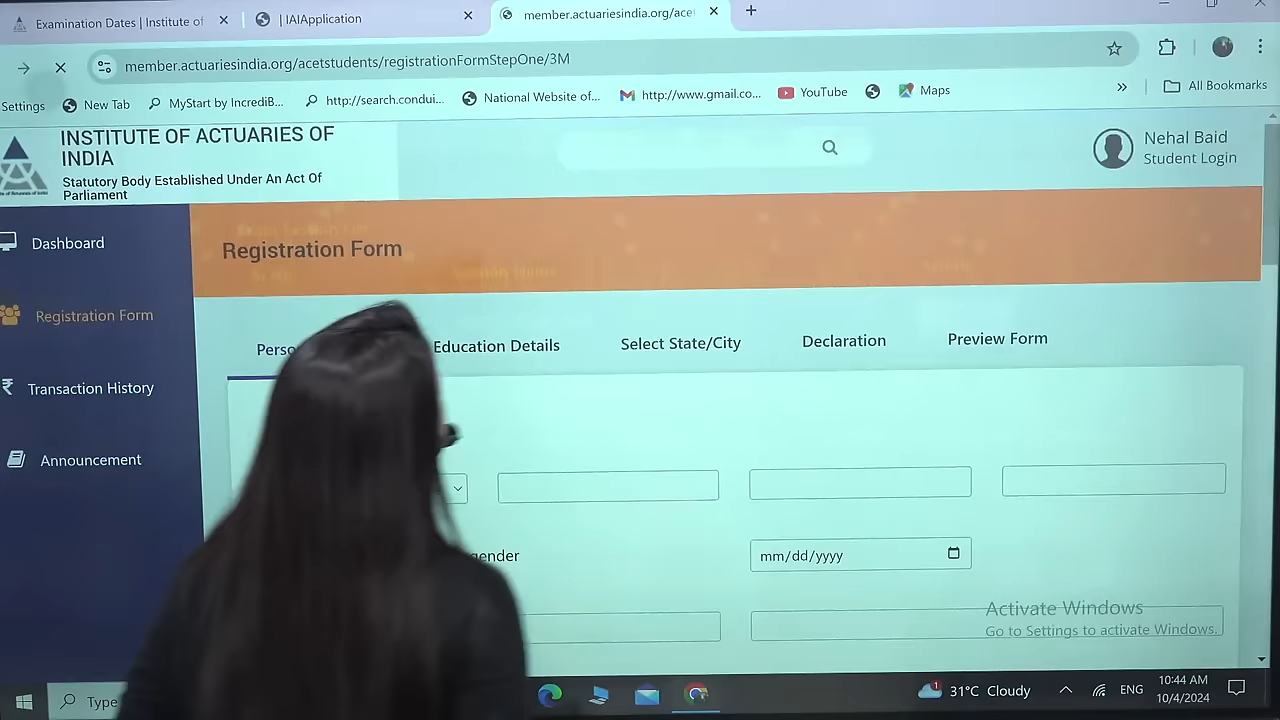 Examination Dates | Institute of
| IAIApplication
member.actuariesindia.org/acet
member.actuariesindia.org/acetstudents/registrationFormStepOne/3M
Settings
New Tab
MyStart by IncrediB...
http://search.condui...
National Website of...
http://www.gmail.co...
YouTube
Maps
»
All Bookmarks
INSTITUTE OF ACTUARIES OF
INDIA
Statutory Body Established Under An Act Of
Parliament
Nehal Baid
Student Login
Dashboard
Registration Form
Transaction History
Announcement
Registration Form
Perso
Education Details
Select State/City
Declaration
Preview Form
gender
mm/dd/yyyy
Activate Windows
Go to Settings to activate Windows.
Type
1
31°C Cloudy
ENG
10:44 AM
10/4/2024